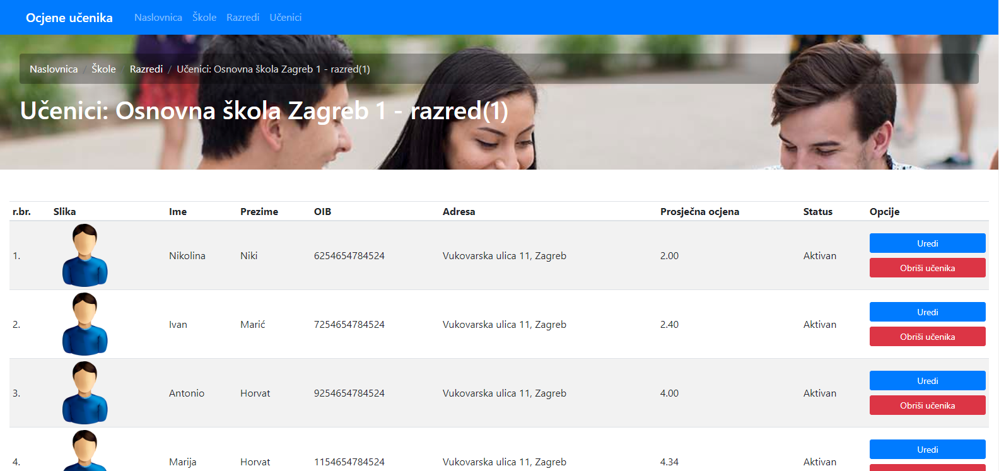 Ocjene učenika Naslovnica Škole Razredi Učenici
Naslovnica / Škole / Razredi / Učenici: Osnovna škola Zagreb 1 - razred(1)
Učenici: Osnovna škola Zagreb 1 - razred(1)
r.br. Slika Ime Prezime OIB Adresa Prosječna ocjena Status Opcije
1. Nikolina Niki 6254654784524 Vukovarska ulica 11, Zagreb 2.00 Aktivan Uredi
Obriši učenika
2. Ivan Marić 7254654784524 Vukovarska ulica 11, Zagreb 2.40 Aktivan Uredi
Obriši učenika
3. Antonio Horvat 9254654784524 Vukovarska ulica 11, Zagreb 4.00 Aktivan Uredi
Obriši učenika
4. Marija Horvat 1154654784524 Vukovarska ulica 11, Zagreb 4.34 Aktivan Uredi